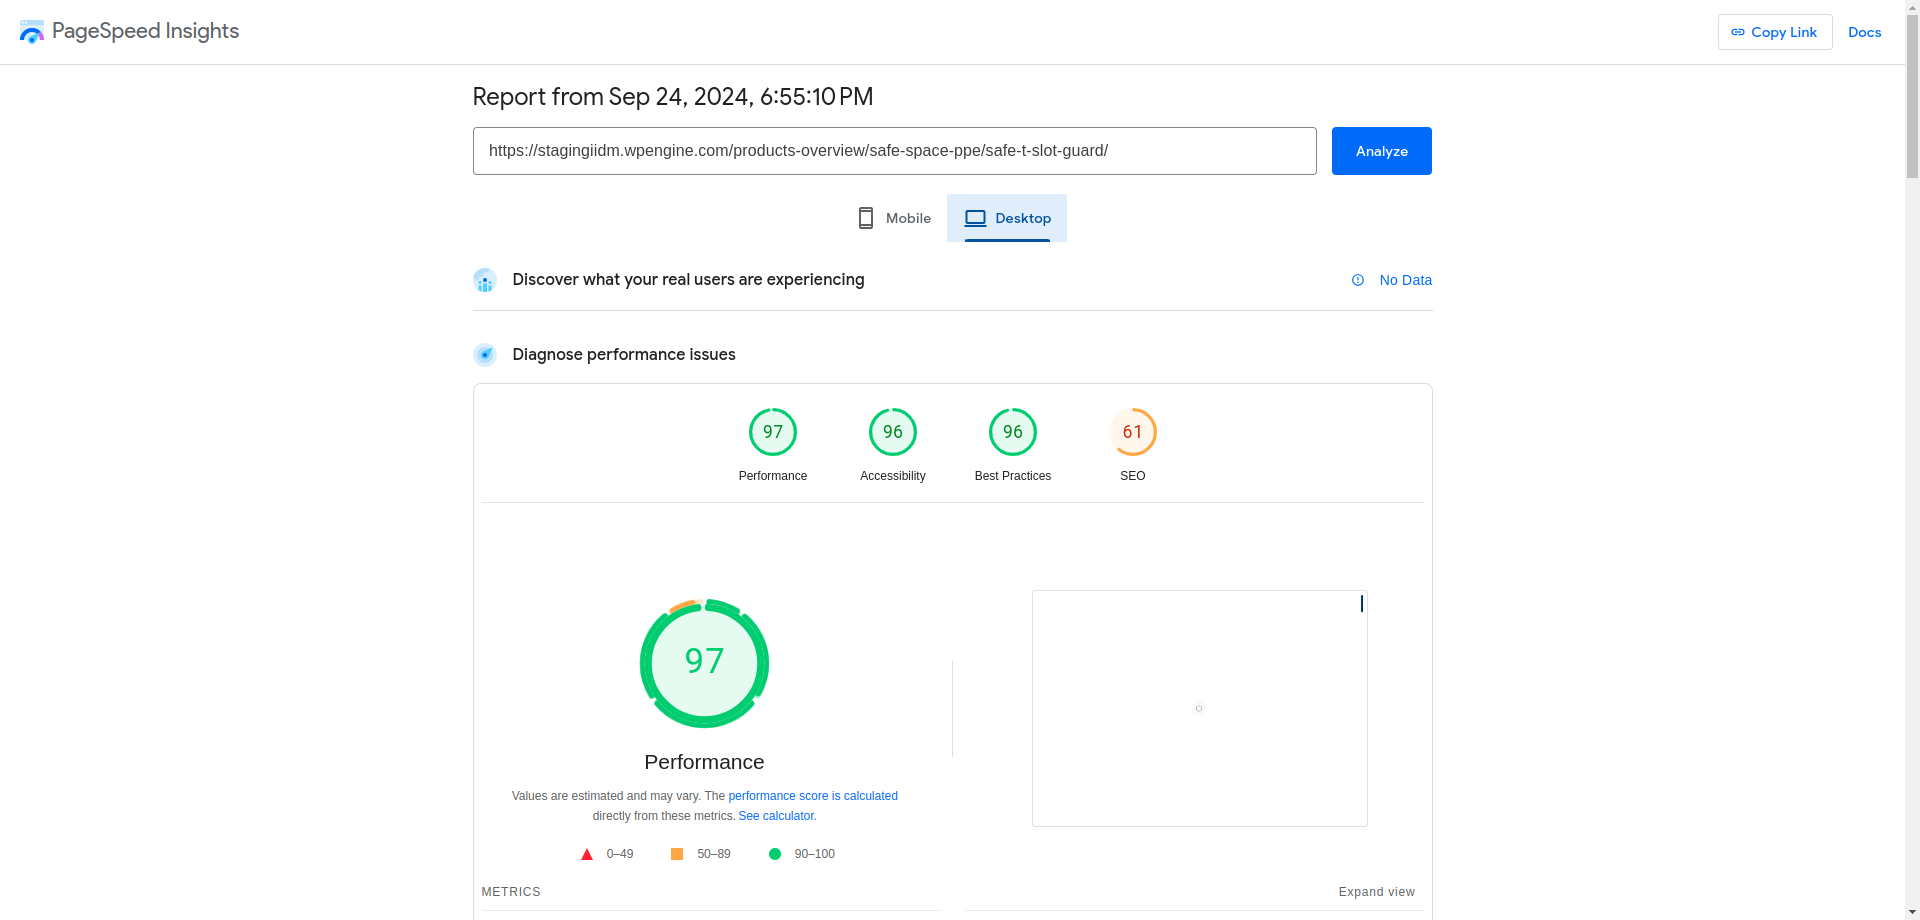 PageSpeed Insights
Copy Link
Docs
Report from Sep 24, 2024, 6:55:10 PM
https://stagingiidm.wpengine.com/products-overview/safe-space-ppe/safe-t-slot-guard/
Analyze
Mobile
Desktop
Discover what your real users are experiencing
No Data
Diagnose performance issues
97
96
96
61
Performance
Accessibility
Best Practices
SEO
97
Performance
Values are estimated and may vary. The performance score is calculated
directly from these metrics. See calculator.
0–49
50–89
90–100
METRICS
Expand view